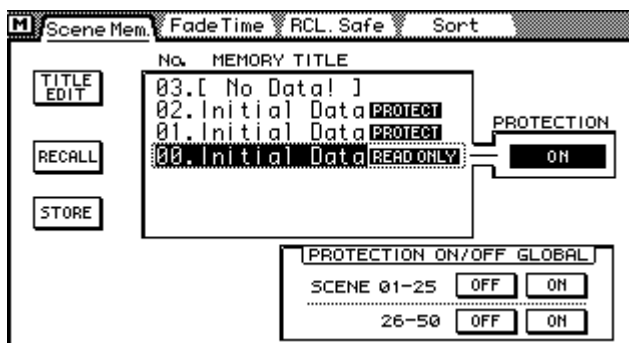 M Scene Mem. FadeTime RCL. Safe Sort
No. MEMORY TITLE
TITLE EDIT
03.[ No Data! ]
02.Initial Data PROTECT
01.Initial Data PROTECT
PROTECTION
RECALL
00.Initial Data READ ONLY
ON
STORE
PROTECTION ON/OFF GLOBAL
SCENE 01-25 OFF ON
26-50 OFF ON